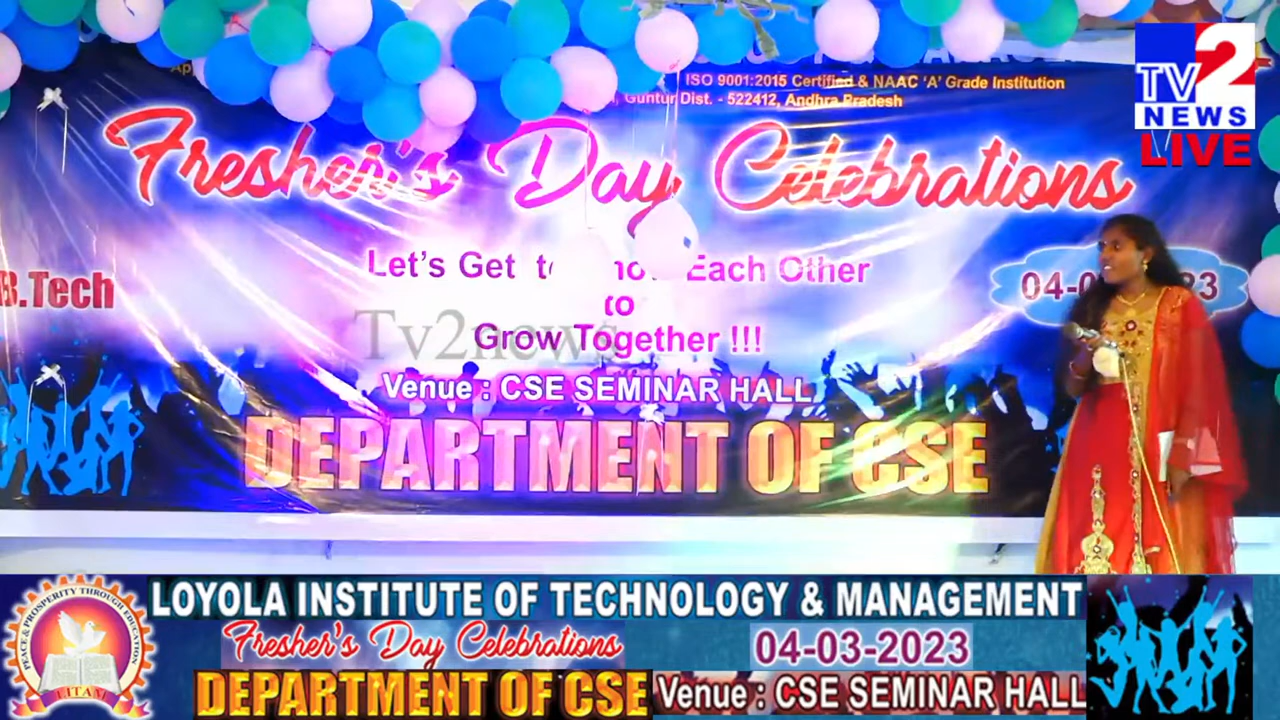 ISO 9001:2015 Certified & NAAC 'A' Grade Institution
Guntur Dist. - 522412, Andhra Pradesh
Fresher's Day Celebrations
Let's Get Each Other
to
Grow Together !!!
Venue : CSE SEMINAR HALL
DEPARTMENT OF CSE
B.Tech
Tv2news
TV2
NEWS
LIVE
PEACE & PROSPERITY THROUGH EDUCATION
LITAM
LOYOLA INSTITUTE OF TECHNOLOGY & MANAGEMENT
Fresher's Day Celebrations
04-03-2023
DEPARTMENT OF CSE
Venue : CSE SEMINAR HALL